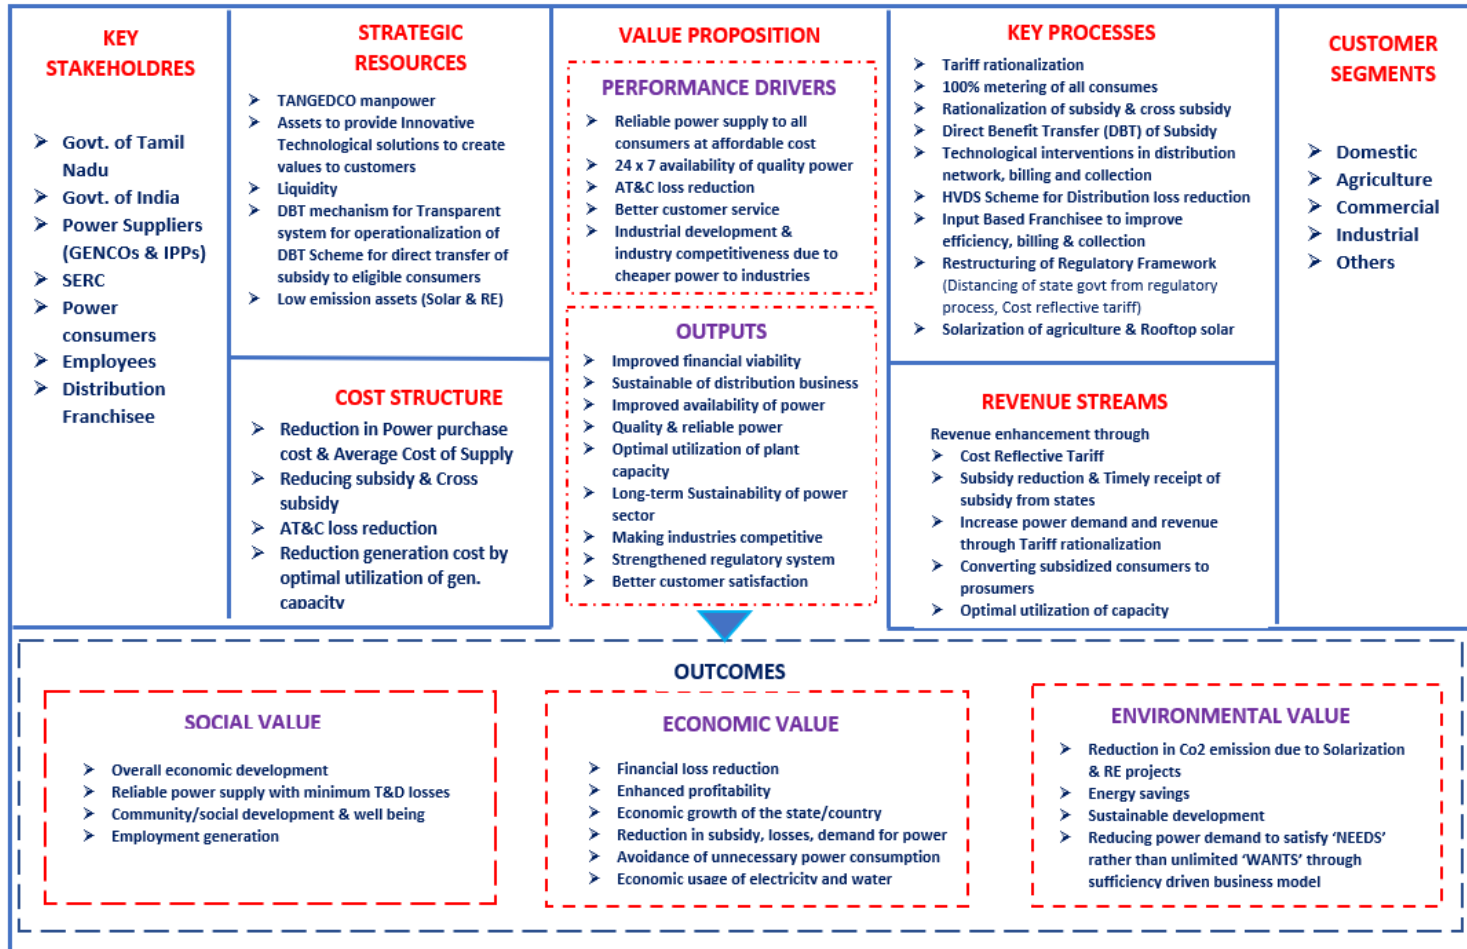 KEY
STAKEHOLDRES
➢ Govt. of Tamil
Nadu
➢ Govt. of India
➢ Power Suppliers
(GENCOs & IPPs)
➢ SERC
➢ Power
consumers
➢ Employees
➢ Distribution
Franchisee
STRATEGIC
RESOURCES
➢ TANGEDCO manpower
➢ Assets to provide Innovative
Technological solutions to create
values to customers
➢ Liquidity
➢ DBT mechanism for Transparent
system for operationalization of
DBT Scheme for direct transfer of
subsidy to eligible consumers
➢ Low emission assets (Solar & RE)
COST STRUCTURE
➢ Reduction in Power purchase
cost & Average Cost of Supply
➢ Reducing subsidy & Cross
subsidy
➢ AT&C loss reduction
➢ Reduction generation cost by
optimal utilization of gen.
capacity
VALUE PROPOSITION
PERFORMANCE DRIVERS
➢ Reliable power supply to all
consumers at affordable cost
➢ 24 x 7 availability of quality power
➢ AT&C loss reduction
➢ Better customer service
➢ Industrial development &
industry competitiveness due to
cheaper power to industries
OUTPUTS
➢ Improved financial viability
➢ Sustainable of distribution business
➢ Improved availability of power
➢ Quality & reliable power
➢ Optimal utilization of plant
capacity
➢ Long-term Sustainability of power
sector
➢ Making industries competitive
➢ Strengthened regulatory system
➢ Better customer satisfaction
KEY PROCESSES
➢ Tariff rationalization
➢ 100% metering of all consumes
➢ Rationalization of subsidy & cross subsidy
➢ Direct Benefit Transfer (DBT) of Subsidy
➢ Technological interventions in distribution
network, billing and collection
➢ HVDS Scheme for Distribution loss reduction
➢ Input Based Franchisee to improve
efficiency, billing & collection
➢ Restructuring of Regulatory Framework
(Distancing of state govt from regulatory
process, Cost reflective tariff)
➢ Solarization of agriculture & Rooftop solar
REVENUE STREAMS
Revenue enhancement through
➢ Cost Reflective Tariff
➢ Subsidy reduction & Timely receipt of
subsidy from states
➢ Increase power demand and revenue
through Tariff rationalization
➢ Converting subsidized consumers to
prosumers
➢ Optimal utilization of capacity
CUSTOMER
SEGMENTS
➢ Domestic
➢ Agriculture
➢ Commercial
➢ Industrial
➢ Others
OUTCOMES
SOCIAL VALUE
➢ Overall economic development
➢ Reliable power supply with minimum T&D losses
➢ Community/social development & well being
➢ Employment generation
ECONOMIC VALUE
➢ Financial loss reduction
➢ Enhanced profitability
➢ Economic growth of the state/country
➢ Reduction in subsidy, losses, demand for power
➢ Avoidance of unnecessary power consumption
➢ Economic usage of electricity and water
ENVIRONMENTAL VALUE
➢ Reduction in Co2 emission due to Solarization
& RE projects
➢ Energy savings
➢ Sustainable development
➢ Reducing power demand to satisfy ‘NEEDS’
rather than unlimited ‘WANTS’ through
sufficiency driven business model